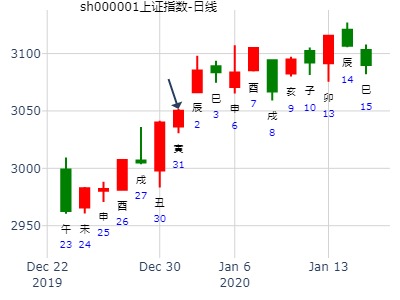 sh000001上证指数-日线
3100
3050
3000
2950
午
23
未
24
申
25
酉
26
戌
27
丑
30
寅
31
辰
2
巳
3
申
6
酉
7
戌
8
亥
9
子
10
卯
13
辰
14
巳
15
Dec 22
2019
Dec 30
Jan 6
2020
Jan 13